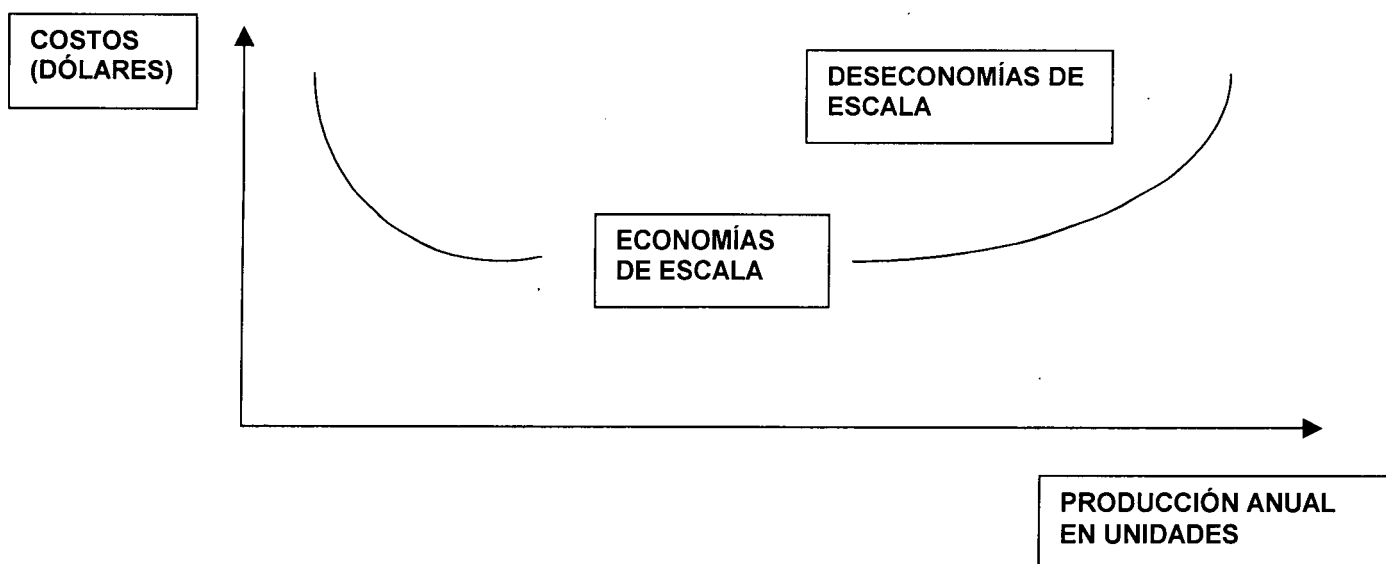 COSTOS
(DÓLARES)
DESECONOMÍAS DE
ESCALA
ECONOMÍAS
DE ESCALA
PRODUCCIÓN ANUAL
EN UNIDADES